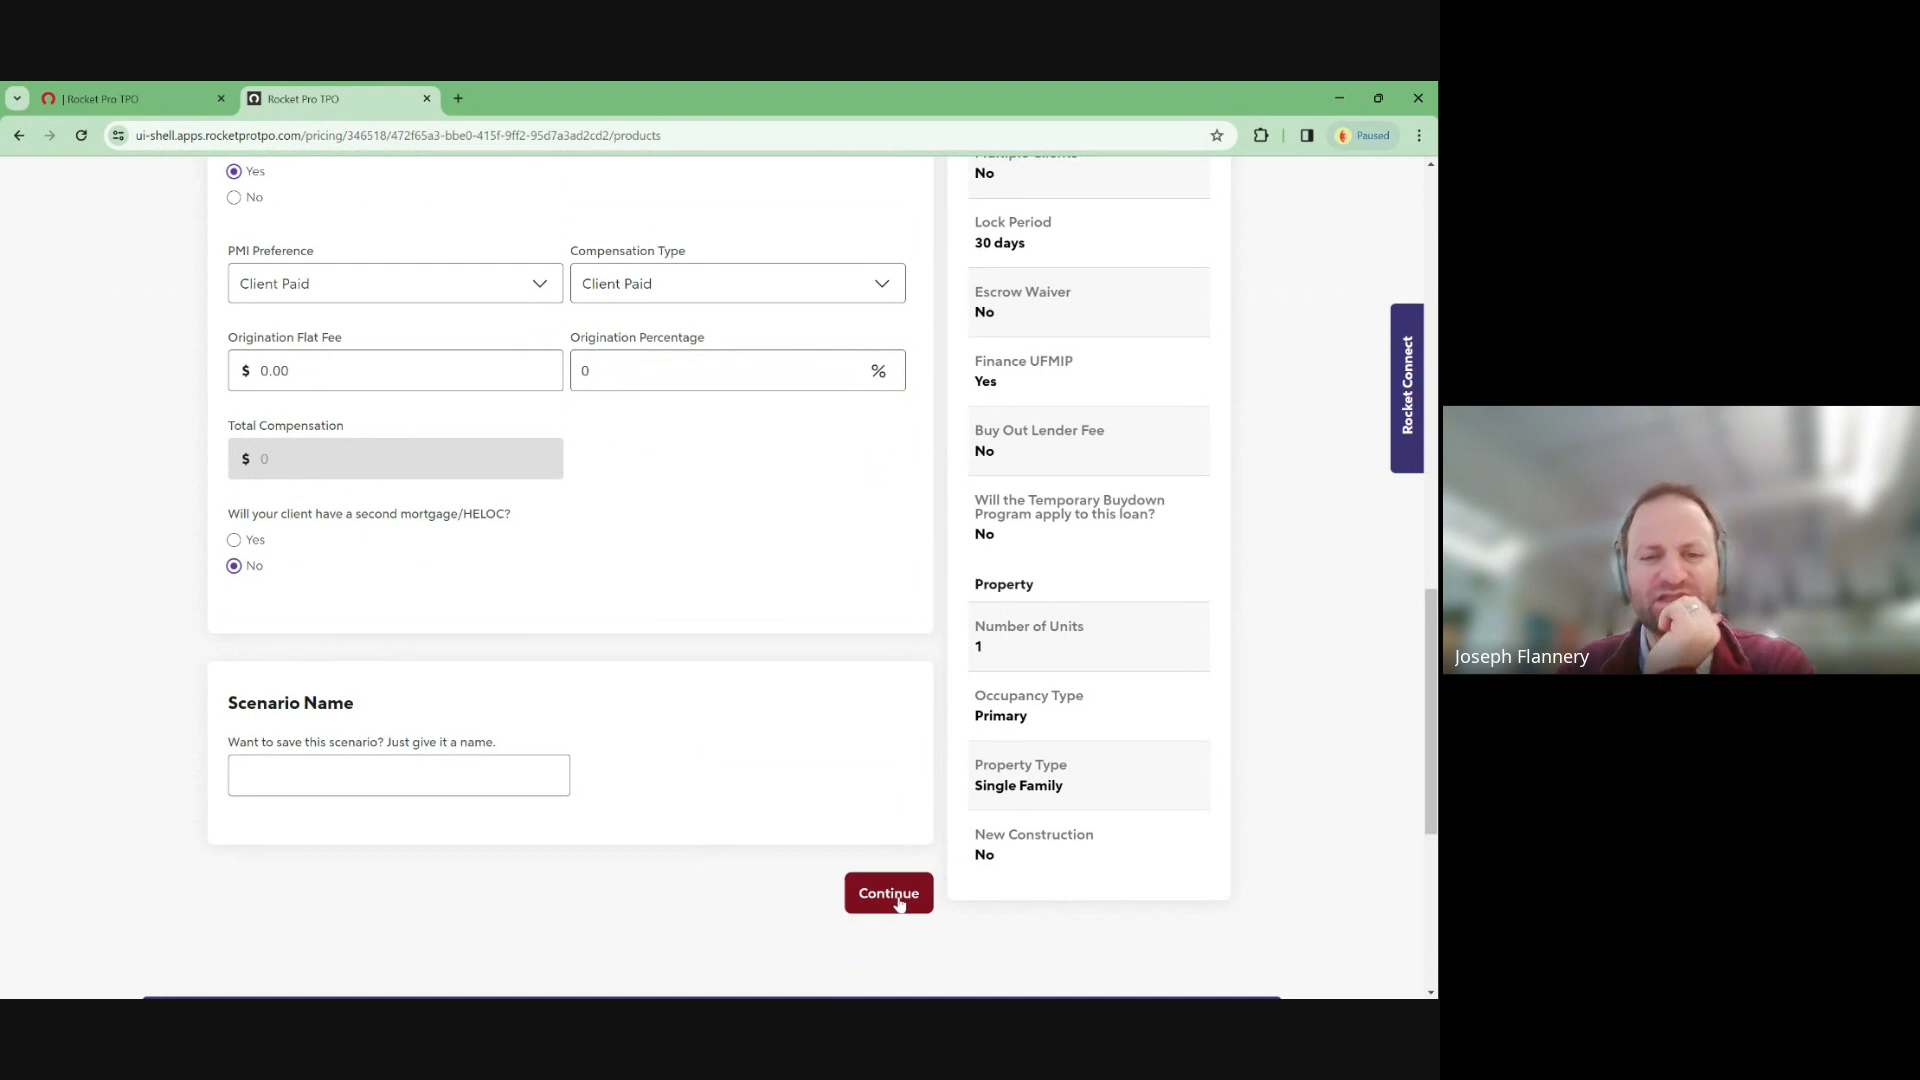 | Rocket Pro TPO
Rocket Pro TPO
ui-shell.apps.rocketprotpo.com/pricing/346518/472f65a3-bbe0-415f-9ff2-95d7a3ad2cd2/products
Paused
Yes
No
PMI Preference
Compensation Type
Client Paid
Client Paid
Origination Flat Fee
Origination Percentage
$ 0.00
0 %
Total Compensation
$ 0
Will your client have a second mortgage/HELOC?
Yes
No
Scenario Name
Want to save this scenario? Just give it a name.
Continue
Multiple Clients
No
Lock Period
30 days
Escrow Waiver
No
Finance UFMIP
Yes
Buy Out Lender Fee
No
Will the Temporary Buydown
Program apply to this loan?
No
Property
Number of Units
1
Occupancy Type
Primary
Property Type
Single Family
New Construction
No
Rocket Connect
Joseph Flannery